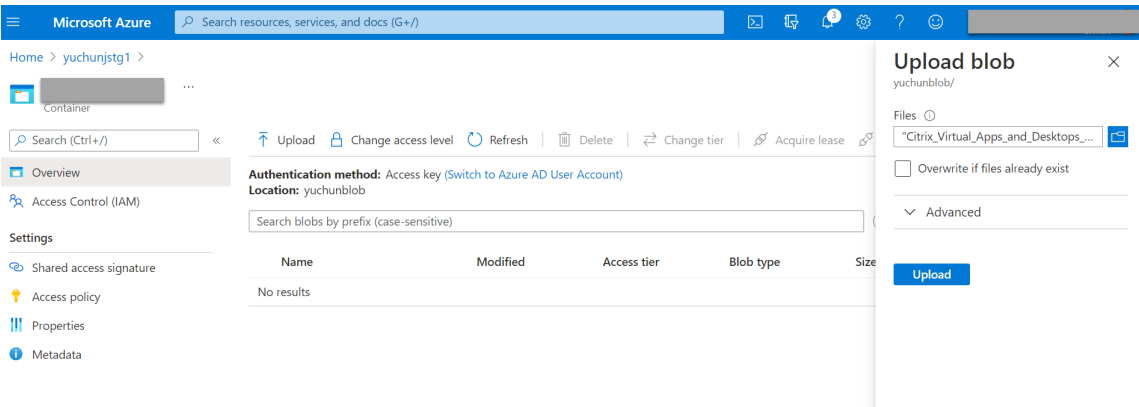 Microsoft Azure
Search resources, services, and docs (G+/)
3
Home > yuchunjstg1 >
...
Container
Search (Ctrl+/)
«
Overview
Access Control (IAM)
Settings
Shared access signature
Access policy
Properties
Metadata
Upload
Change access level
Refresh
Delete
Change tier
Acquire lease
Authentication method: Access key (Switch to Azure AD User Account)
Location: yuchunblob
Search blobs by prefix (case-sensitive)
Name Modified Access tier Blob type Size
No results
Upload blob
yuchunblob/
Files
"Citrix_Virtual_Apps_and_Desktops_...
Overwrite if files already exist
Advanced
Upload